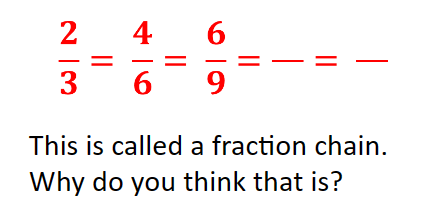 2/3 = 4/6 = 6/9 = — = —
This is called a fraction chain.
Why do you think that is?